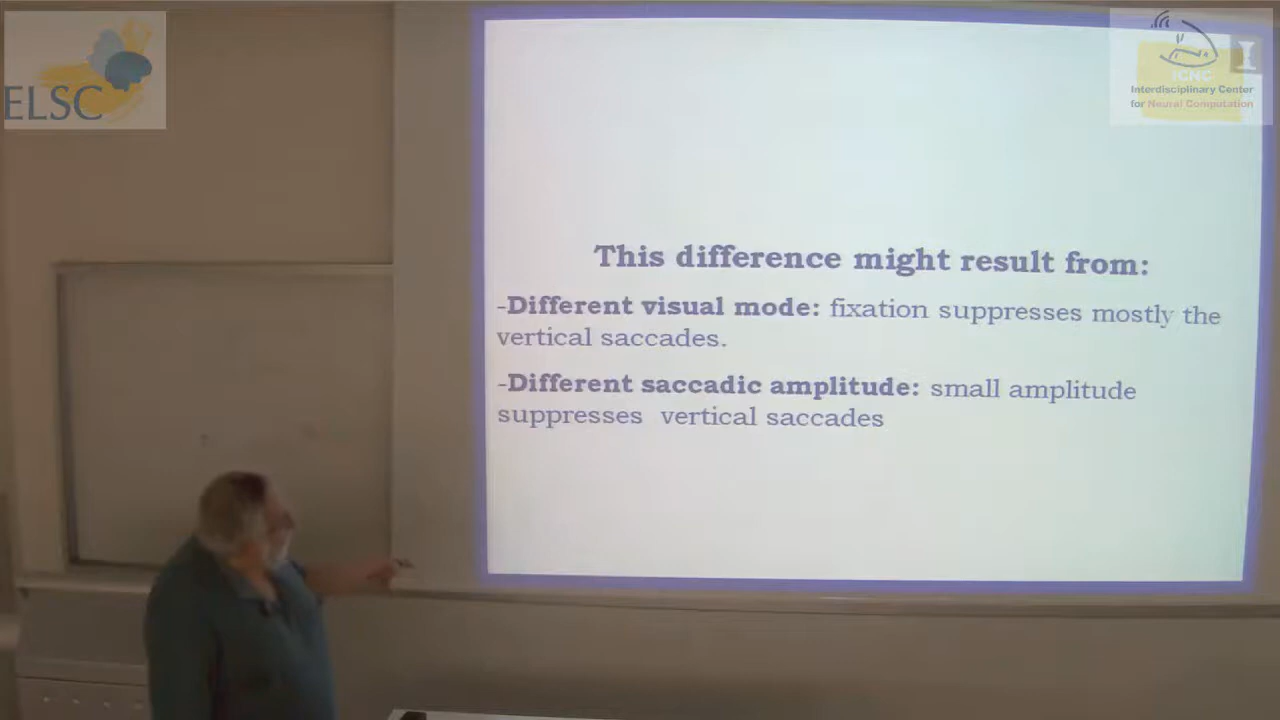 ELSC
ICNC
Interdisciplinary Center
for Neural Computation
This difference might result from:
-Different visual mode: fixation suppresses mostly the
vertical saccades.
-Different saccadic amplitude: small amplitude
suppresses vertical saccades